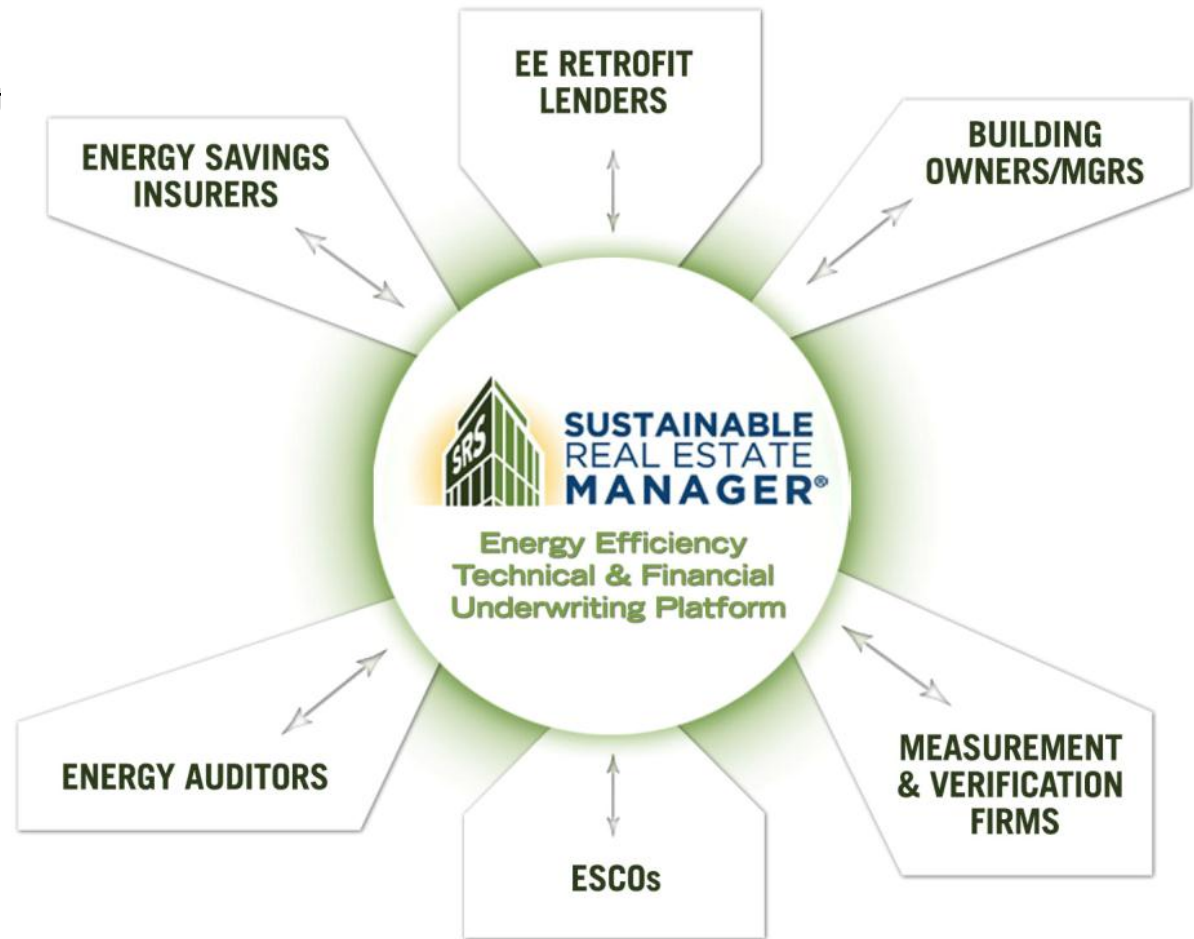 EE RETROFIT
LENDERS
ENERGY SAVINGS
INSURERS
BUILDING
OWNERS/MGRS
SRS
SUSTAINABLE
REAL ESTATE
MANAGER®
Energy Efficiency
Technical & Financial
Underwriting Platform
ENERGY AUDITORS
MEASUREMENT
& VERIFICATION
FIRMS
ESCOs